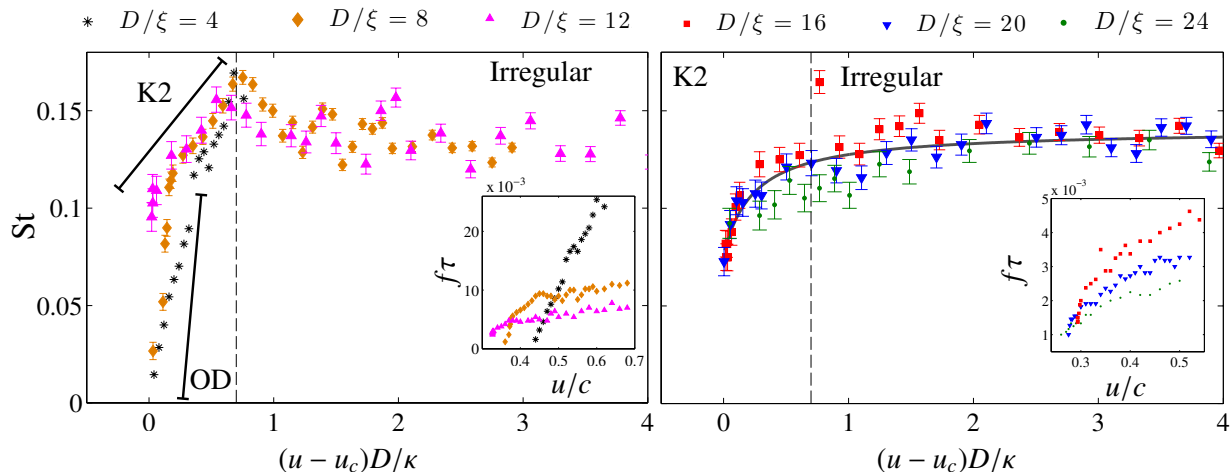 D/ξ = 4 D/ξ = 8 D/ξ = 12 D/ξ = 16 D/ξ = 20 D/ξ = 24
K2 Irregular
OD
St
0 0.05 0.1 0.15
0 1 2 3 4
(u − u_c)D/κ
x 10⁻³
fτ
0 10 20
0.4 0.5 0.6 0.7
u/c
K2 Irregular
0 1 2 3 4
(u − u_c)D/κ
x 10⁻³
fτ
1 2 3 4 5
0.3 0.4 0.5
u/c